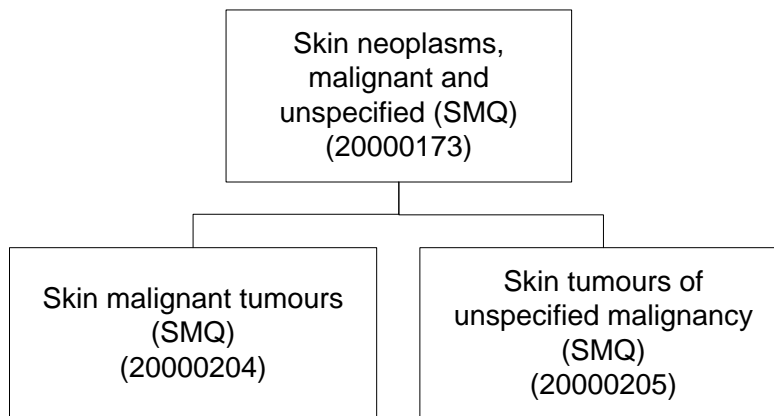 Skin neoplasms,
malignant and
unspecified (SMQ)
(20000173)
Skin malignant tumours
(SMQ)
(20000204)
Skin tumours of
unspecified malignancy
(SMQ)
(20000205)